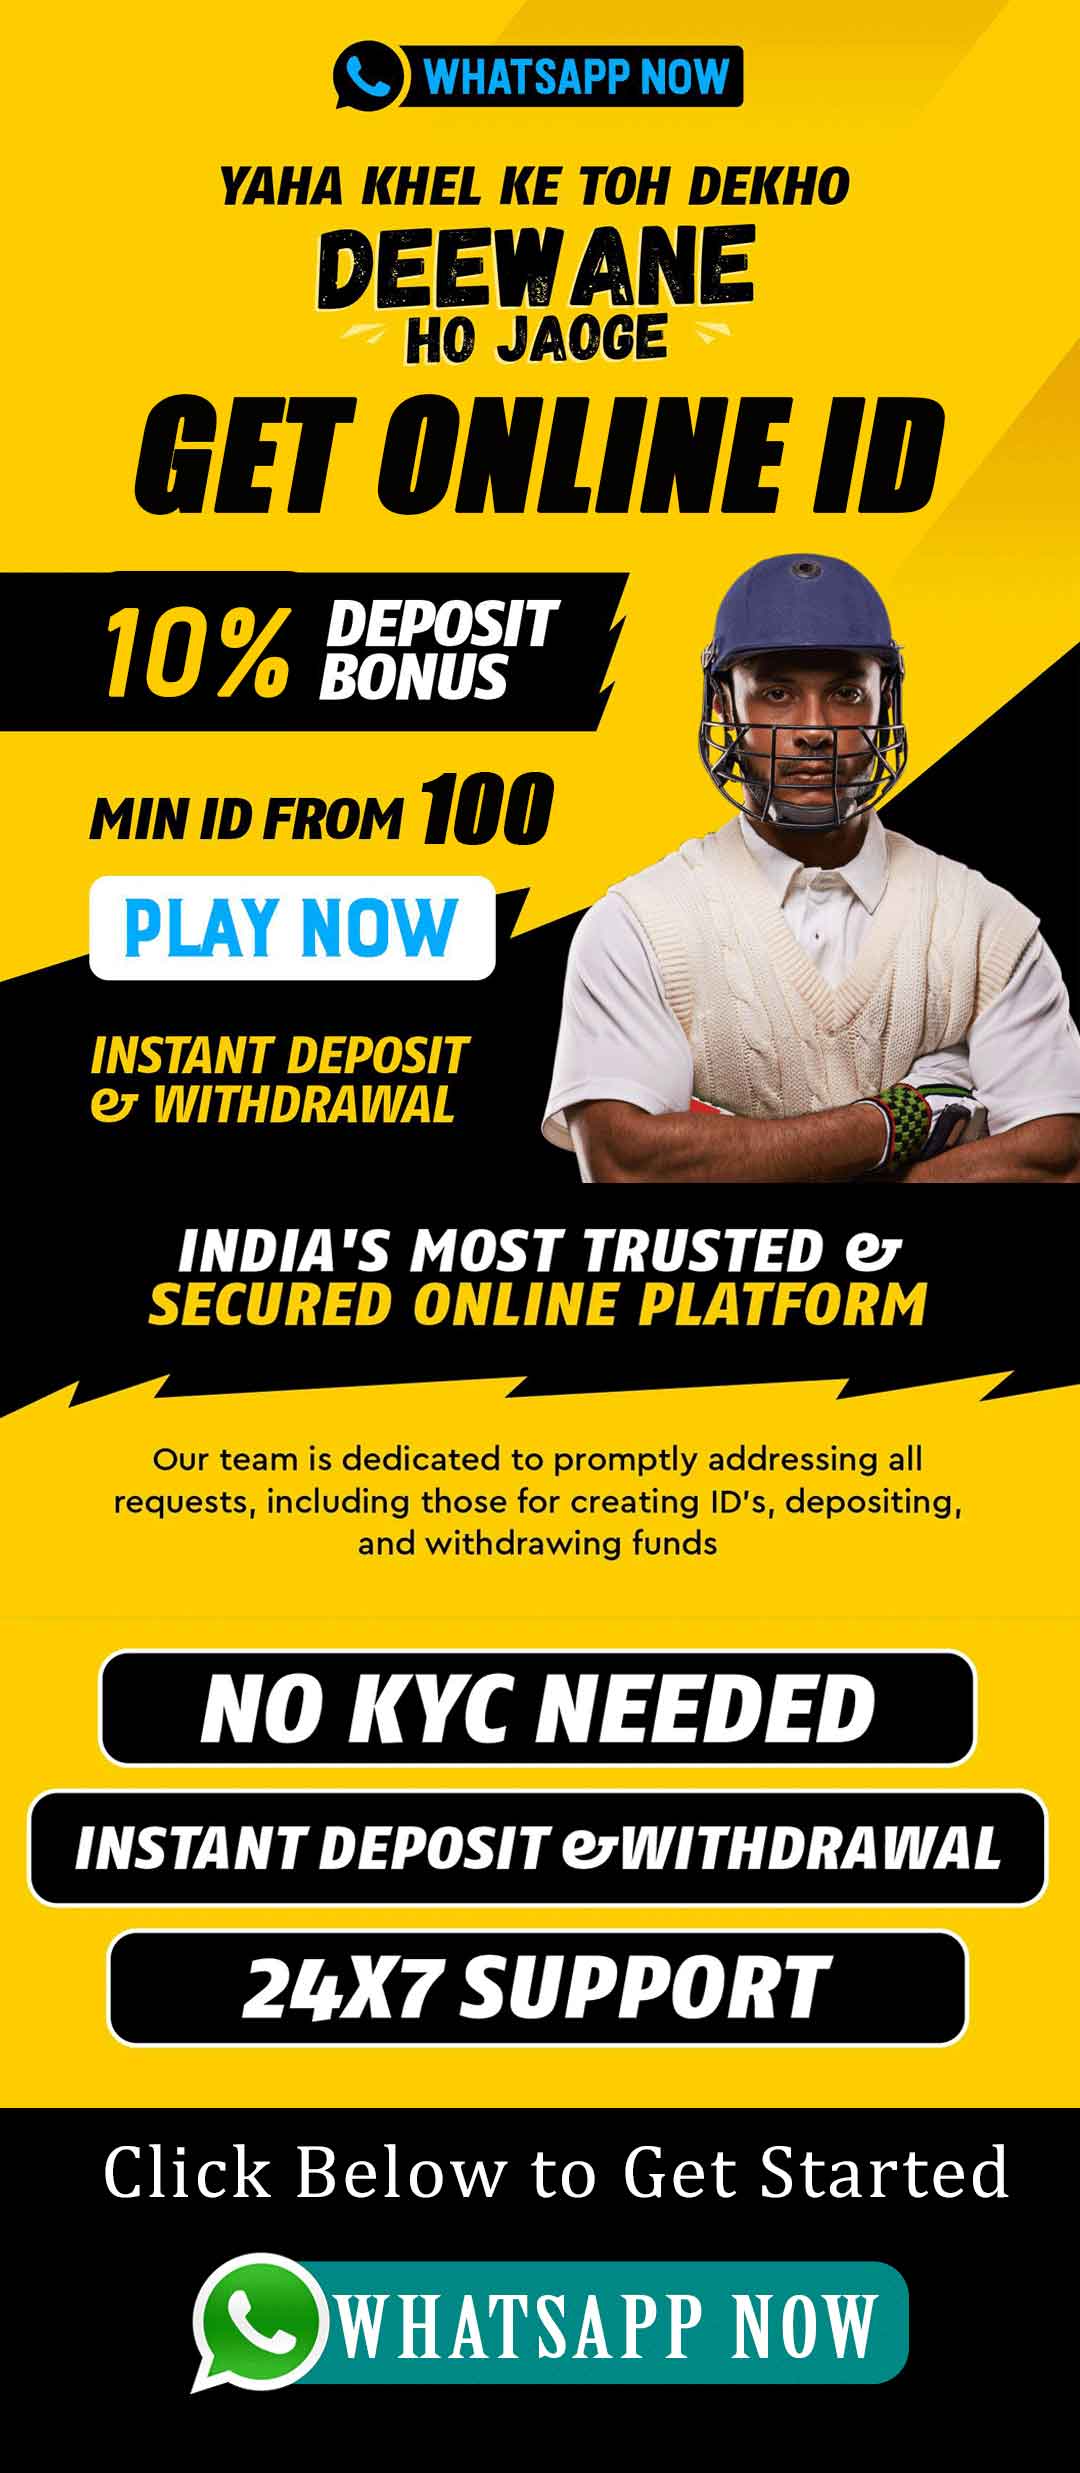 WHATSAPP NOW
YAHA KHEL KE TOH DEKHO
DEEWANE
HO JAOGE
GET ONLINE ID
10% DEPOSIT
BONUS
MIN ID FROM 100
PLAY NOW
INSTANT DEPOSIT
& WITHDRAWAL
INDIA'S MOST TRUSTED &
SECURED ONLINE PLATFORM
Our team is dedicated to promptly addressing all
requests, including those for creating ID's, depositing,
and withdrawing funds
NO KYC NEEDED
INSTANT DEPOSIT &WITHDRAWAL
24X7 SUPPORT
Click Below to Get Started
WHATSAPP NOW